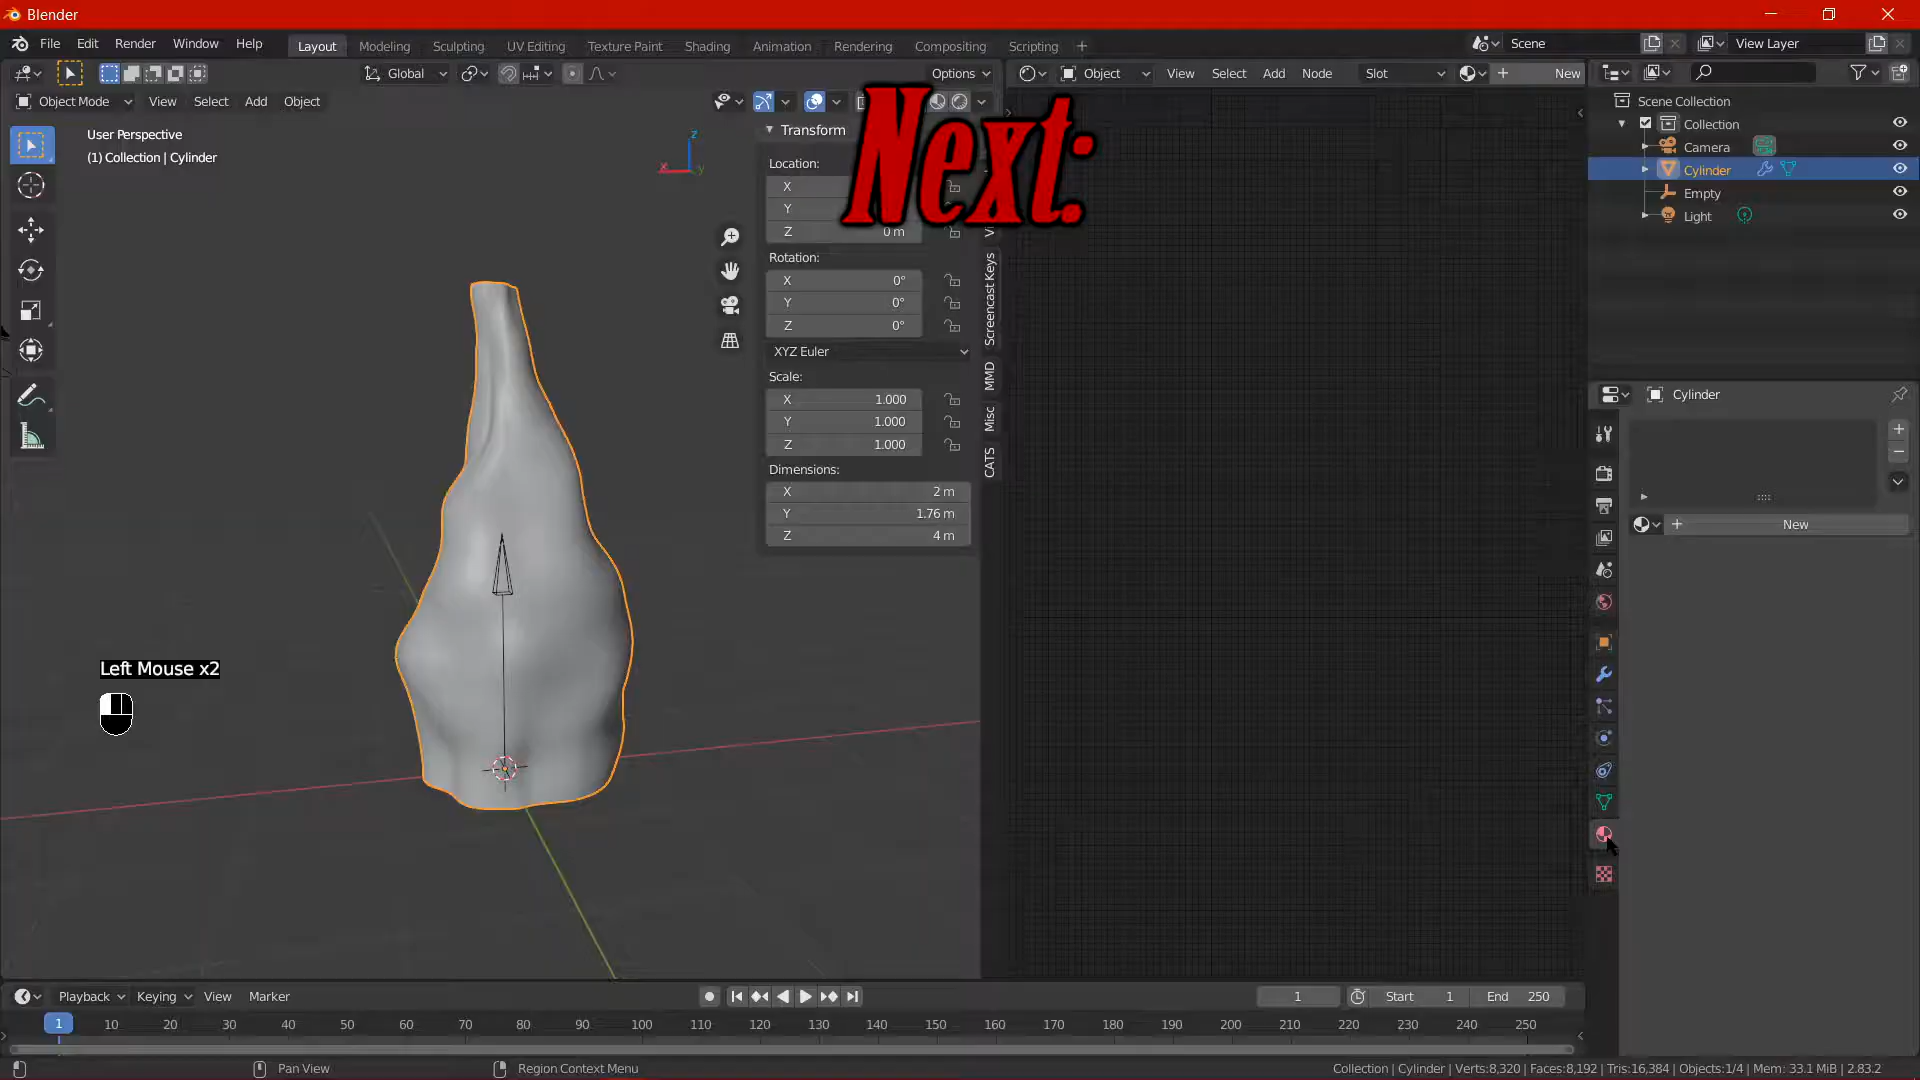 Blender
File Edit Render Window Help Layout Modeling Sculpting UV Editing Texture Paint Shading Animation Rendering Compositing Scripting + Scene View Layer
Global Options Object View Select Add Node Slot New
Object Mode View Select Add Object
User Perspective
(1) Collection | Cylinder
Next:
Transform
Location:
X
Y
Z 0 m
Rotation:
X 0°
Y 0°
Z 0°
XYZ Euler
Scale:
X 1.000
Y 1.000
Z 1.000
Dimensions:
X 2 m
Y 1.76 m
Z 4 m
Screencast Keys
MMD
Misc
CATS
Scene Collection
Collection
Camera
Cylinder
Empty
Light
Cylinder
New
Left Mouse x2
Playback Keying View Marker 1 Start 1 End 250
1 10 20 30 40 50 60 70 80 90 100 110 120 130 140 150 160 170 180 190 200 210 220 230 240 250
Pan View Region Context Menu Collection | Cylinder | Verts:8,320 | Faces:8,192 | Tris:16,384 | Objects:1/4 | Mem: 33.1 MiB | 2.83.2